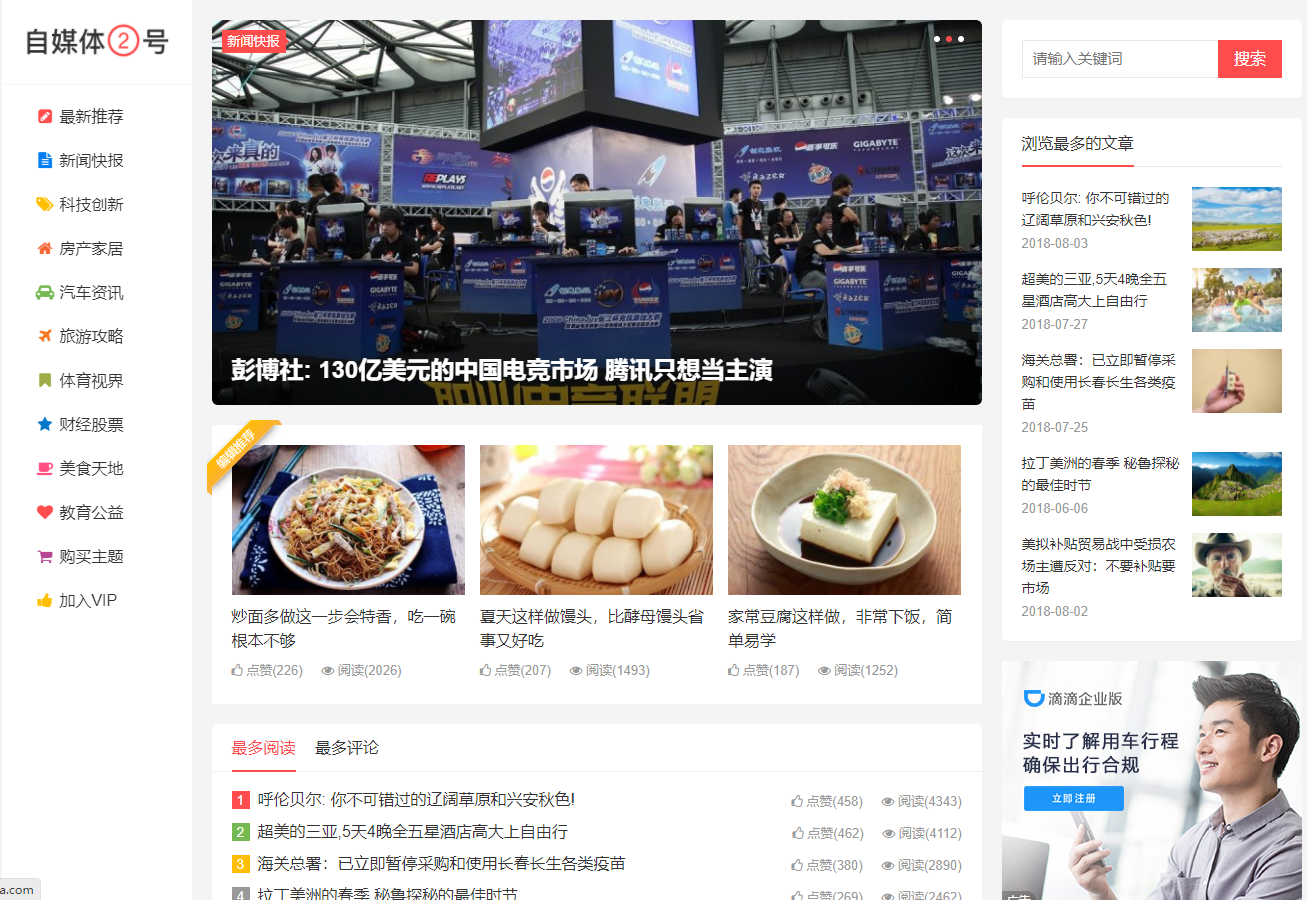 自媒体2号
最新推荐
新闻快报
科技创新
房产家居
汽车资讯
旅游攻略
体育视界
财经股票
美食天地
教育公益
购买主题
加入VIP
a.com
新闻快报
GIGABYTE
REPLAYS
RAZER
百事可乐
GIGABYTE
RAZER
GIGABYTE
RAZER
职业电竞联盟
彭博社: 130亿美元的中国电竞市场 腾讯只想当主演
编辑推荐
炒面多做这一步会特香，吃一碗
根本不够
点赞(226) 阅读(2026)
夏天这样做馒头，比酵母馒头省
事又好吃
点赞(207) 阅读(1493)
家常豆腐这样做，非常下饭，简
单易学
点赞(187) 阅读(1252)
最多阅读 最多评论
1 呼伦贝尔: 你不可错过的辽阔草原和兴安秋色! 点赞(458) 阅读(4343)
2 超美的三亚,5天4晚全五星酒店高大上自由行 点赞(462) 阅读(4112)
3 海关总署：已立即暂停采购和使用长春长生各类疫苗 点赞(380) 阅读(2890)
4 拉丁美洲的春季 秘鲁探秘的最佳时节 点赞(269) 阅读(2462)
请输入关键词 搜索
浏览最多的文章
呼伦贝尔: 你不可错过的
辽阔草原和兴安秋色!
2018-08-03
超美的三亚,5天4晚全五
星酒店高大上自由行
2018-07-27
海关总署：已立即暂停采
购和使用长春长生各类疫
苗
2018-07-25
拉丁美洲的春季 秘鲁探秘
的最佳时节
2018-06-06
美拟补贴贸易战中受损农
场主遭反对：不要补贴要
市场
2018-08-02
滴滴企业版
实时了解用车行程
确保出行合规
立即注册
广告